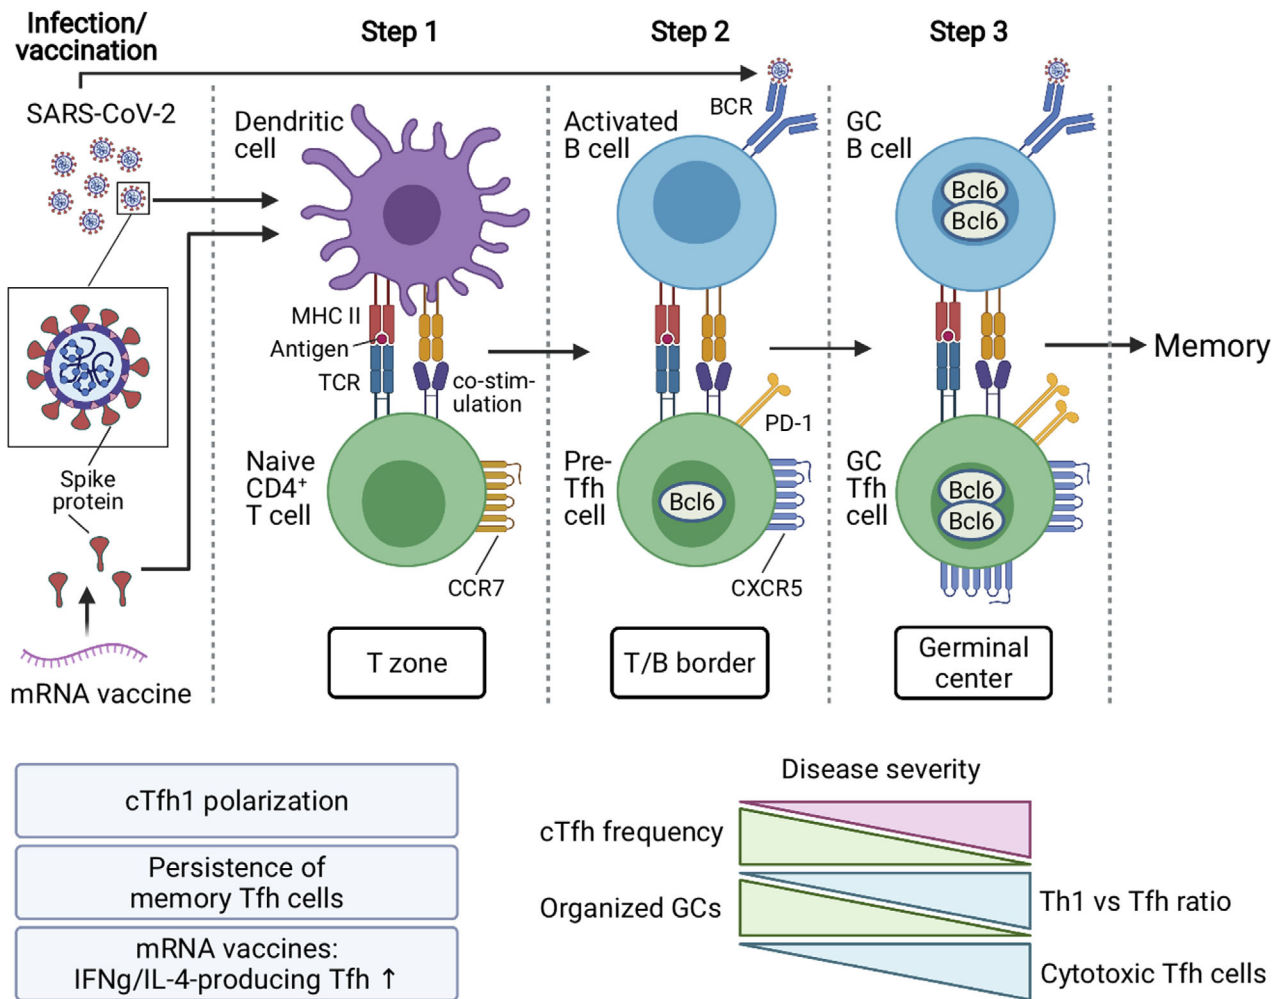 Infection/
vaccination
Step 1
Step 2
Step 3
SARS-CoV-2
Dendritic
cell
Activated
B cell
BCR
GC
B cell
Bcl6
Bcl6
MHC II
Antigen
TCR
co-stim-
ulation
Memory
Spike
protein
Naive
CD4⁺
T cell
CCR7
Pre-
Tfh
cell
Bcl6
PD-1
CXCR5
GC
Tfh
cell
Bcl6
Bcl6
mRNA vaccine
T zone
T/B border
Germinal
center
cTfh1 polarization
Persistence of
memory Tfh cells
mRNA vaccines:
IFNg/IL-4-producing Tfh ↑
Disease severity
cTfh frequency
Organized GCs
Th1 vs Tfh ratio
Cytotoxic Tfh cells